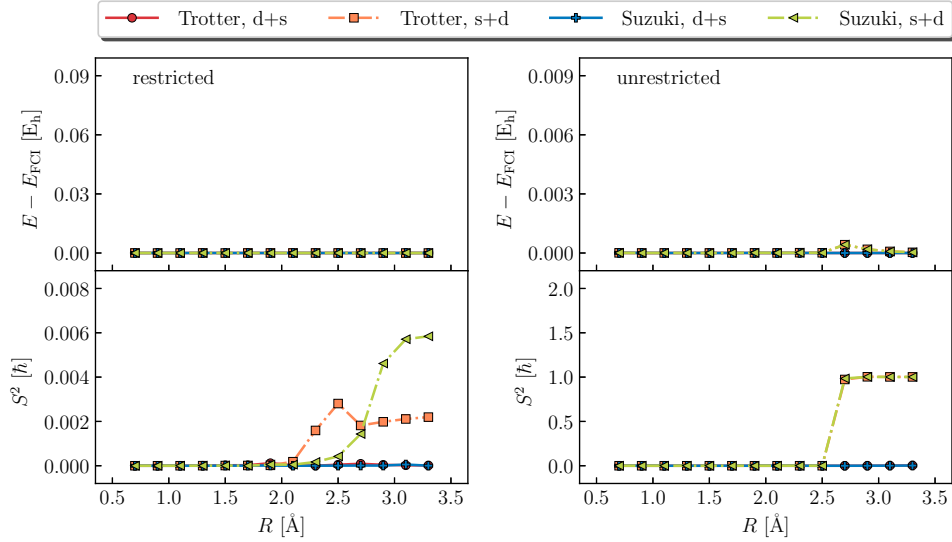 Trotter, d+s Trotter, s+d Suzuki, d+s Suzuki, s+d
restricted
0.09
0.06
0.03
0.00
E − E_FCI [E_h]
unrestricted
0.009
0.006
0.003
0.000
E − E_FCI [E_h]
0.008
0.006
0.004
0.002
0.000
S² [ħ]
0.5 1.0 1.5 2.0 2.5 3.0 3.5
R [Å]
2.0
1.0
0.5
0.0
S² [ħ]
0.5 1.0 1.5 2.0 2.5 3.0 3.5
R [Å]